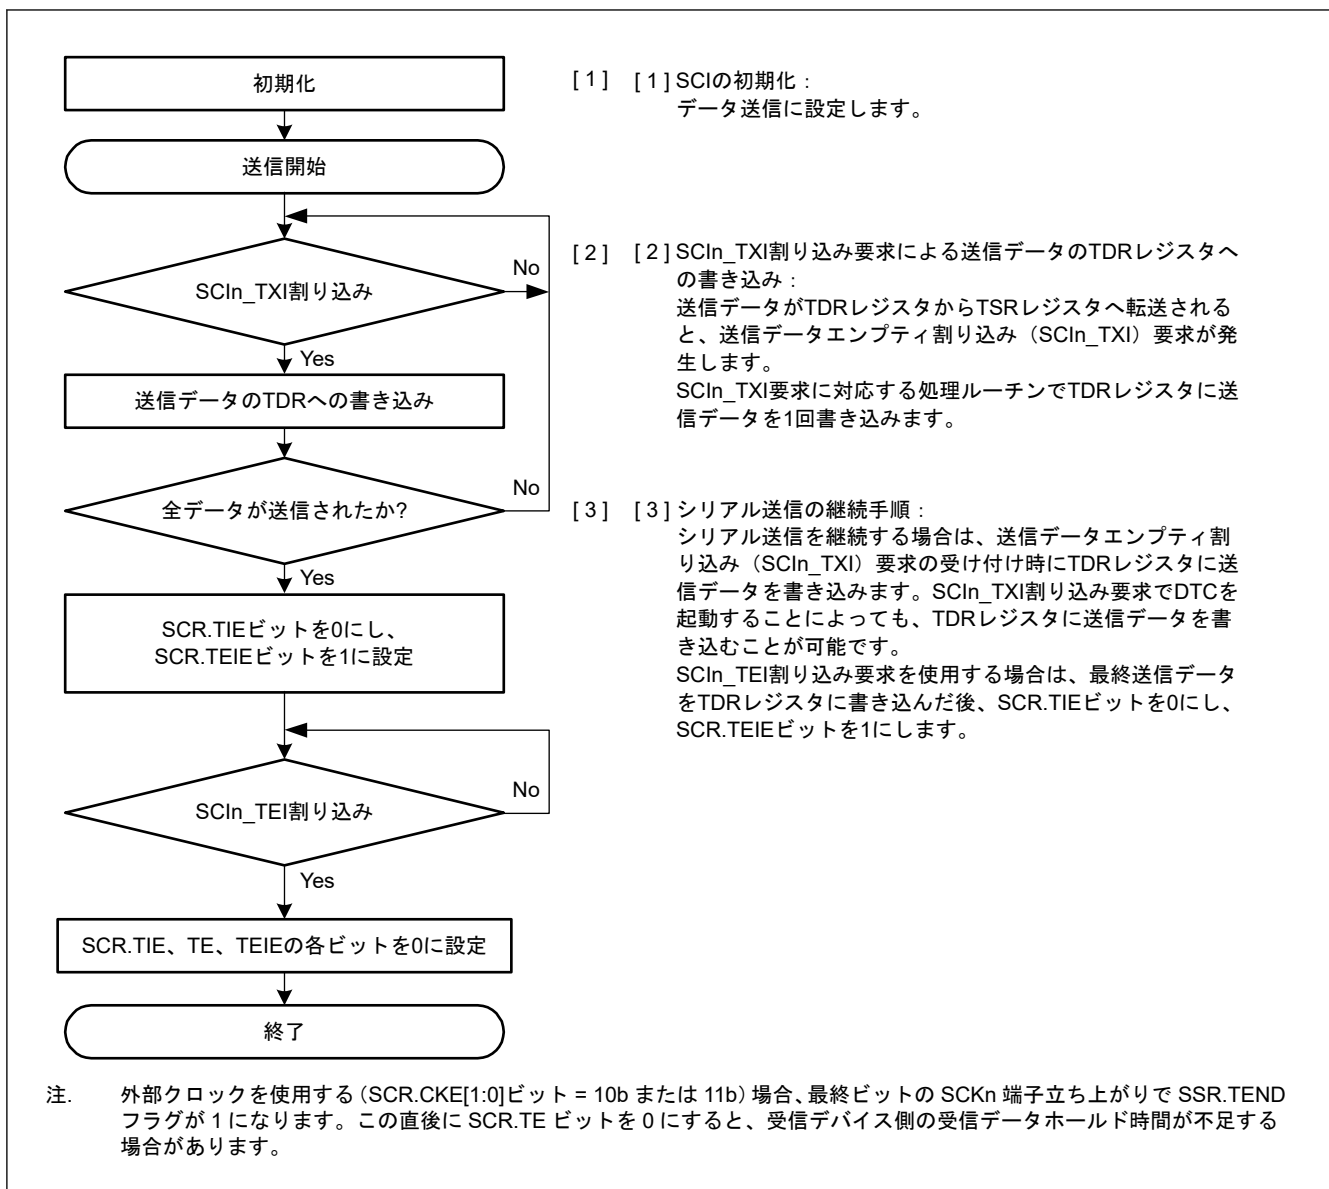 初期化
[ 1 ] [ 1 ] SCIの初期化：
データ送信に設定します。
送信開始
SCIn_TXI割り込み
No
Yes
[ 2 ] [ 2 ] SCIn_TXI割り込み要求による送信データのTDRレジスタへ
の書き込み：
送信データがTDRレジスタからTSRレジスタへ転送される
と、送信データエンプティ割り込み（SCIn_TXI）要求が発
生します。
SCIn_TXI要求に対応する処理ルーチンでTDRレジスタに送
信データを1回書き込みます。
送信データのTDRへの書き込み
全データが送信されたか?
No
Yes
[ 3 ] [ 3 ] シリアル送信の継続手順：
シリアル送信を継続する場合は、送信データエンプティ割
り込み（SCIn_TXI）要求の受け付け時にTDRレジスタに送
信データを書き込みます。SCIn_TXI割り込み要求でDTCを
起動することによっても、TDRレジスタに送信データを書
き込むことが可能です。
SCIn_TEI割り込み要求を使用する場合は、最終送信データ
をTDRレジスタに書き込んだ後、SCR.TIEビットを0にし、
SCR.TEIEビットを1にします。
SCR.TIEビットを0にし、
SCR.TEIEビットを1に設定
SCIn_TEI割り込み
No
Yes
SCR.TIE、TE、TEIEの各ビットを0に設定
終了
注. 外部クロックを使用する（SCR.CKE[1:0]ビット = 10b または 11b）場合、最終ビットの SCKn 端子立ち上がりで SSR.TEND
フラグが 1 になります。この直後に SCR.TE ビットを 0 にすると、受信デバイス側の受信データホールド時間が不足する
場合があります。